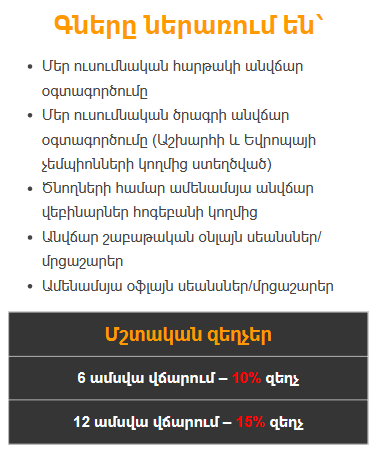 Գները ներառում են՝
• Մեր ուսումնական հարթակի անվճար
օգտագործումը
• Մեր ուսումնական ծրագրի անվճար
օգտագործումը (Աշխարհի և Եվրոպայի
չեմպիոնների կողմից ստեղծված)
• Ծնողների համար ամենամսյա անվճար
վեբինարներ հոգեբանի կողմից
• Անվճար շաբաթական օնլայն սեանսներ/
մրցաշարեր
• Ամենամսյա օֆլայն սեանսներ/մրցաշարեր
Մշտական զեղչեր
6 ամսվա վճարում – 10% զեղչ
12 ամսվա վճարում – 15% զեղչ